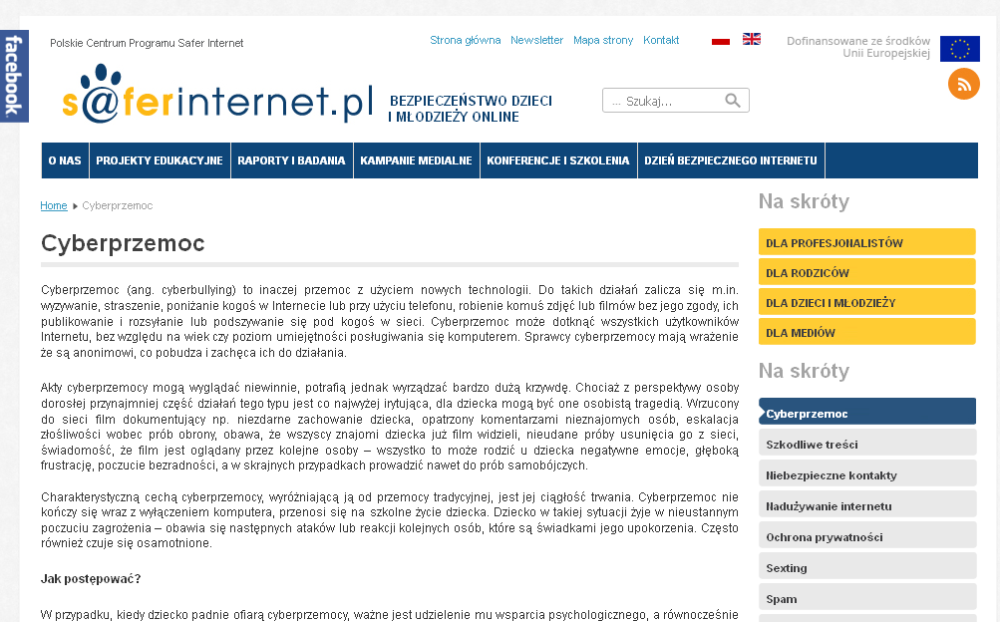 facebook
Polskie Centrum Programu Safer Internet
Strona główna Newsletter Mapa strony Kontakt
Dofinansowane ze środków
Unii Europejskiej
s@ferinternet.pl
BEZPIECZEŃSTWO DZIECI
I MŁODZIEŻY ONLINE
... Szukaj...
O NAS PROJEKTY EDUKACYJNE RAPORTY I BADANIA KAMPANIE MEDIALNE KONFERENCJE I SZKOLENIA DZIEŃ BEZPIECZNEGO INTERNETU
Home Cyberprzemoc
Cyberprzemoc
Cyberprzemoc (ang. cyberbullying) to inaczej przemoc z użyciem nowych technologii. Do takich działań zalicza się m.in.
wyzywanie, straszenie, poniżanie kogoś w Internecie lub przy użyciu telefonu, robienie komuś zdjęć lub filmów bez jego zgody, ich
publikowanie i rozsyłanie lub podszywanie się pod kogoś w sieci. Cyberprzemoc może dotknąć wszystkich użytkowników
Internetu, bez względu na wiek czy poziom umiejętności posługiwania się komputerem. Sprawcy cyberprzemocy mają wrażenie
że są anonimowi, co pobudza i zachęca ich do działania.
Akty cyberprzemocy mogą wyglądać niewinnie, potrafią jednak wyrządzać bardzo dużą krzywdę. Chociaż z perspektywy osoby
dorosłej przynajmniej część działań tego typu jest co najwyżej irytująca, dla dziecka mogą być one osobistą tragedią. Wrzucony
do sieci film dokumentujący np. niezdarne zachowanie dziecka, opatrzony komentarzami nieznajomych osób, eskalacja
złośliwości wobec prób obrony, obawa, że wszyscy znajomi dziecka już film widzieli, nieudane próby usunięcia go z sieci,
świadomość, że film jest oglądany przez kolejne osoby – wszystko to może rodzić u dziecka negatywne emocje, głęboką
frustrację, poczucie bezradności, a w skrajnych przypadkach prowadzić nawet do prób samobójczych.
Charakterystyczną cechą cyberprzemocy, wyróżniającą ją od przemocy tradycyjnej, jest jej ciągłość trwania. Cyberprzemoc nie
kończy się wraz z wyłączeniem komputera, przenosi się na szkolne życie dziecka. Dziecko w takiej sytuacji żyje w nieustannym
poczuciu zagrożenia – obawia się następnych ataków lub reakcji kolejnych osób, które są świadkami jego upokorzenia. Często
również czuje się osamotnione.
Jak postępować?
W przypadku, kiedy dziecko padnie ofiarą cyberprzemocy, ważne jest udzielenie mu wsparcia psychologicznego, a równocześnie
Na skróty
DLA PROFESJONALISTÓW
DLA RODZICÓW
DLA DZIECI I MŁODZIEŻY
DLA MEDIÓW
Na skróty
Cyberprzemoc
Szkodliwe treści
Niebezpieczne kontakty
Nadużywanie internetu
Ochrona prywatności
Sexting
Spam